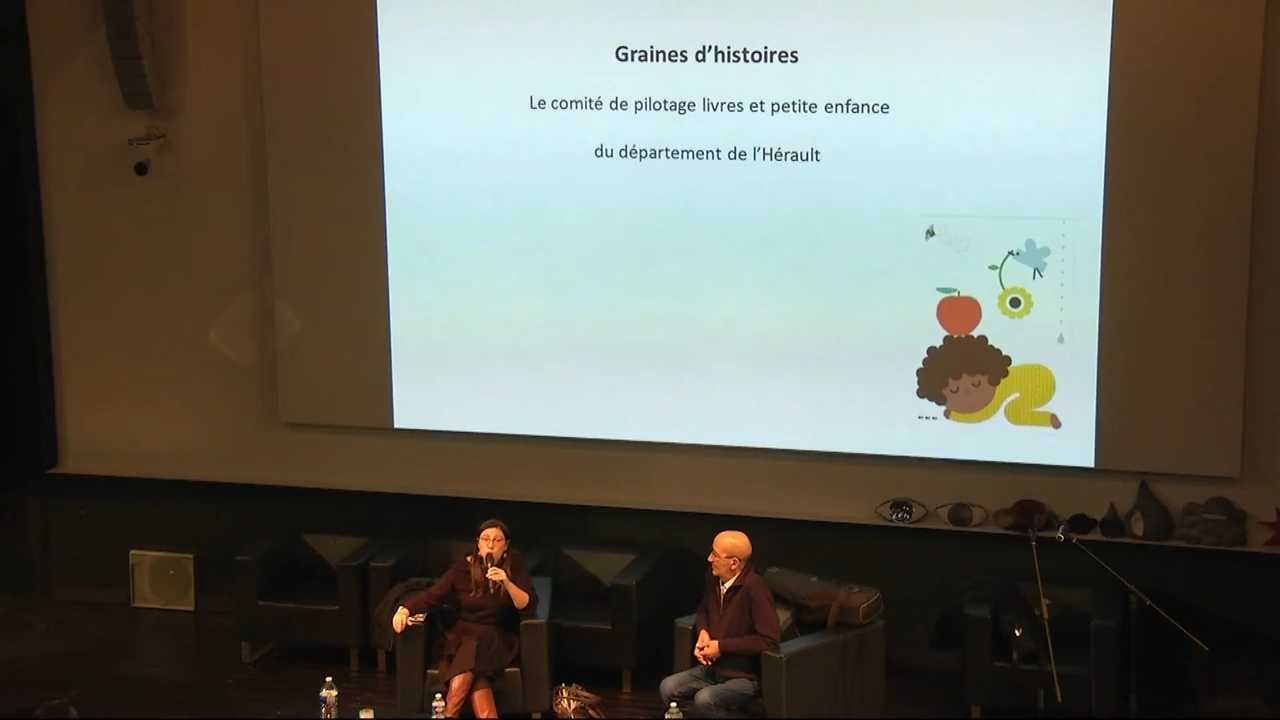 Graines d'histoires
Le comité de pilotage livres et petite enfance
du département de l'Hérault